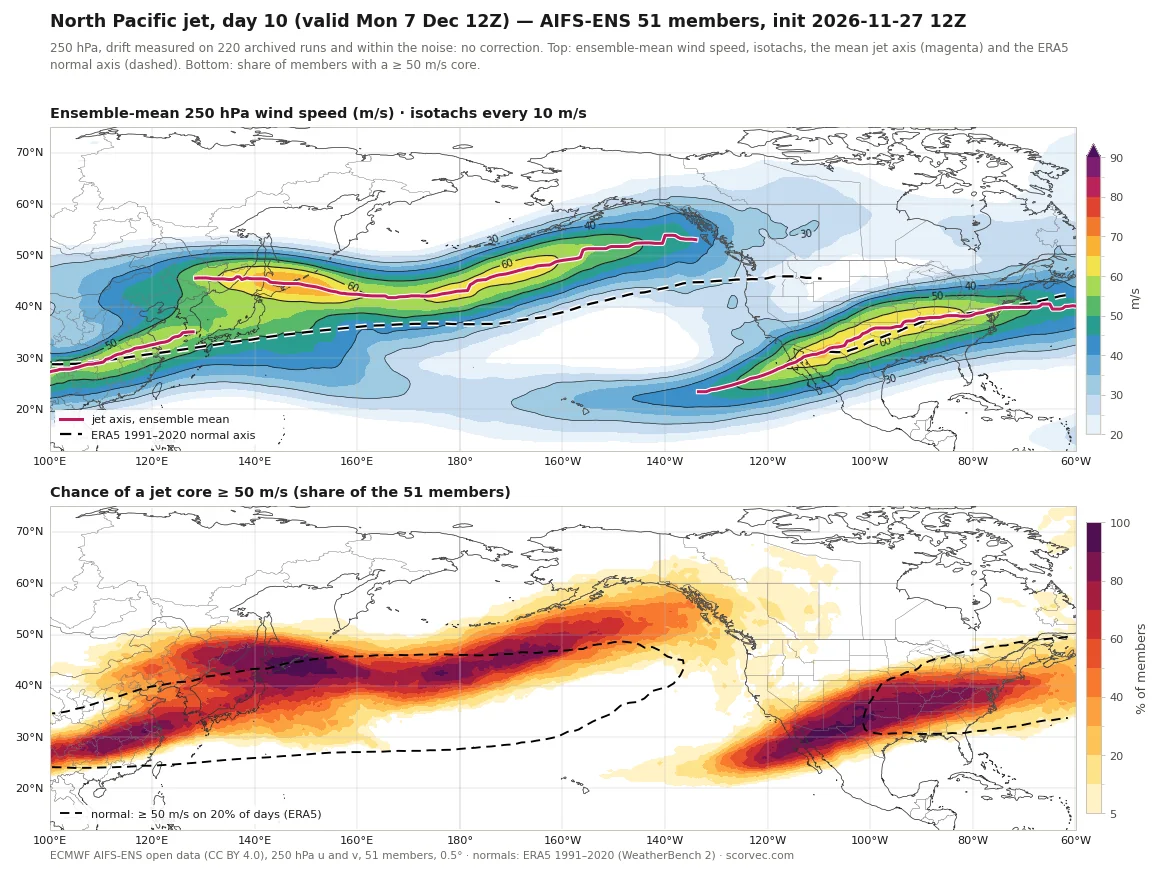 North Pacific jet, day 10 (valid Mon 7 Dec 12Z) — AIFS-ENS 51 members, init 2026-11-27 12Z
250 hPa, drift measured on 220 archived runs and within the noise: no correction. Top: ensemble-mean wind speed, isotachs, the mean jet axis (magenta) and the ERA5
normal axis (dashed). Bottom: share of members with a ≥ 50 m/s core.
Ensemble-mean 250 hPa wind speed (m/s) · isotachs every 10 m/s
70°N
60°N
50°N
40°N
30°N
20°N
30
40
60
60
50
30
40
50
60
30
jet axis, ensemble mean
ERA5 1991–2020 normal axis
100°E 120°E 140°E 160°E 180° 160°W 140°W 120°W 100°W 80°W 60°W
90
80
70
60
50
40
30
20
m/s
Chance of a jet core ≥ 50 m/s (share of the 51 members)
70°N
60°N
50°N
40°N
30°N
20°N
normal: ≥ 50 m/s on 20% of days (ERA5)
100°E 120°E 140°E 160°E 180° 160°W 140°W 120°W 100°W 80°W 60°W
100
80
60
40
20
5
% of members
ECMWF AIFS-ENS open data (CC BY 4.0), 250 hPa u and v, 51 members, 0.5° · normals: ERA5 1991–2020 (WeatherBench 2) · scorvec.com